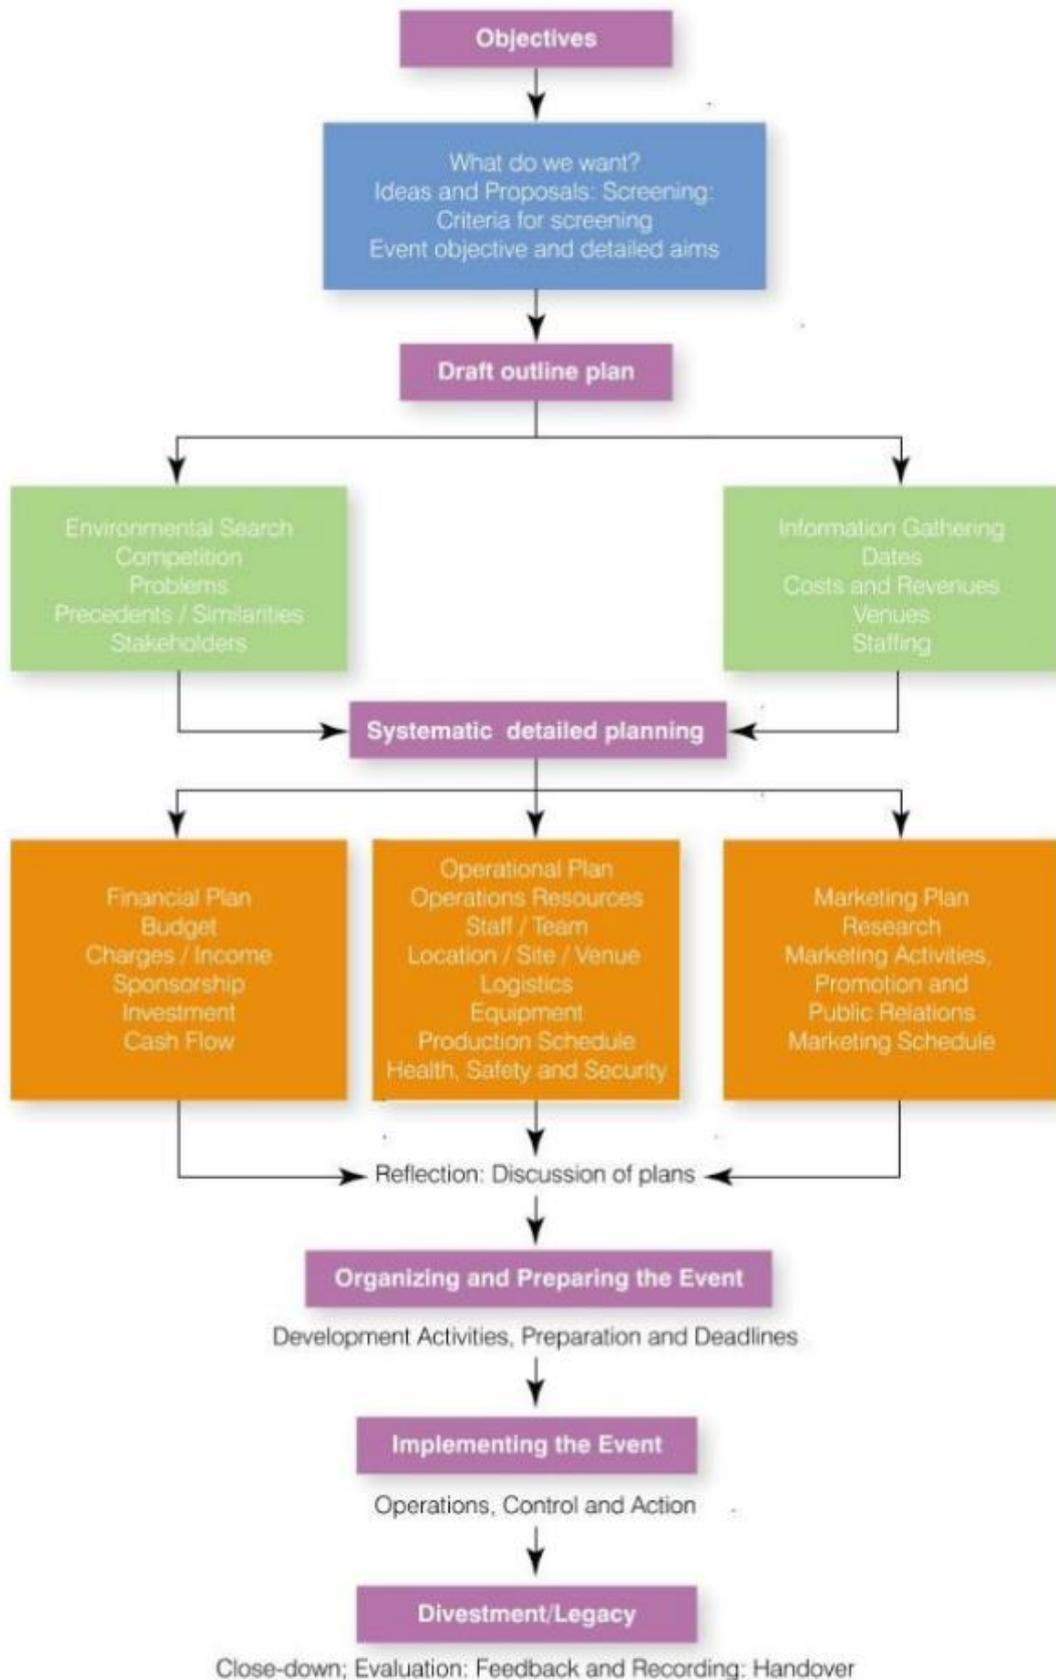 Objectives
What do we want?
Ideas and Proposals: Screening:
Criteria for screening
Event objective and detailed aims
Draft outline plan
Environmental Search
Competition
Problems
Precedents / Similarities
Stakeholders
Information Gathering
Dates
Costs and Revenues
Venues
Staffing
Systematic detailed planning
Financial Plan
Budget
Charges / Income
Sponsorship
Investment
Cash Flow
Operational Plan
Operations Resources
Staff / Team
Location / Site / Venue
Logistics
Equipment
Production Schedule
Health, Safety and Security
Marketing Plan
Research
Marketing Activities,
Promotion and
Public Relations
Marketing Schedule
Reflection: Discussion of plans
Organizing and Preparing the Event
Development Activities, Preparation and Deadlines
Implementing the Event
Operations, Control and Action
Divestment/Legacy
Close-down; Evaluation: Feedback and Recording: Handover